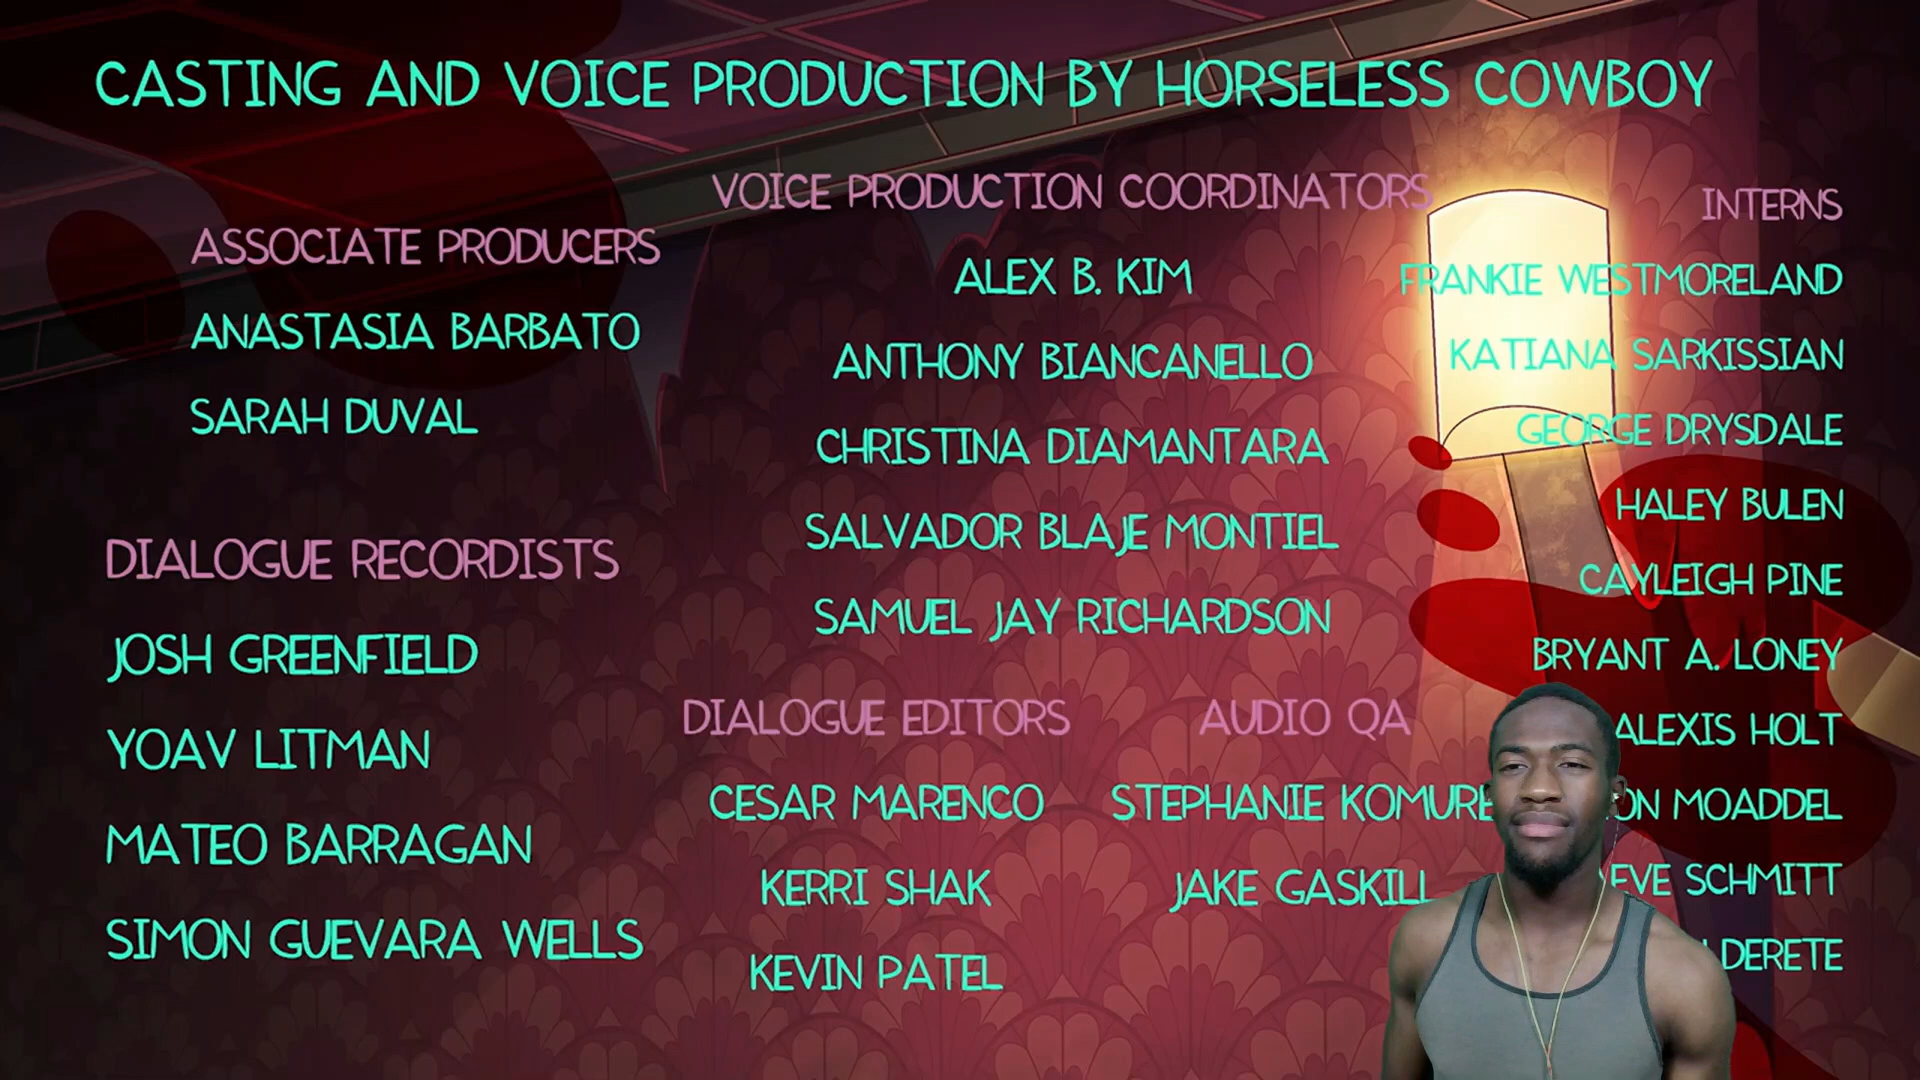 CASTING AND VOICE PRODUCTION BY HORSELESS COWBOY
ASSOCIATE PRODUCERS
ANASTASIA BARBATO
SARAH DUVAL
DIALOGUE RECORDISTS
JOSH GREENFIELD
YOAV LITMAN
MATEO BARRAGAN
SIMON GUEVARA WELLS
VOICE PRODUCTION COORDINATORS
ALEX B. KIM
ANTHONY BIANCANELLO
CHRISTINA DIAMANTARA
SALVADOR BLAJE MONTIEL
SAMUEL JAY RICHARDSON
DIALOGUE EDITORS
CESAR MARENCO
KERRI SHAK
KEVIN PATEL
AUDIO QA
STEPHANIE
JAKE GASKILL
INTERNS
FRANKIE WESTMORELAND
KATIANA SARKISSIAN
GEORGE DRYSDALE
HALEY BULEN
CAYLEIGH PINE
BRYANT A. LONEY
ALEXIS HOLT
MOADDEL
SCHMITT